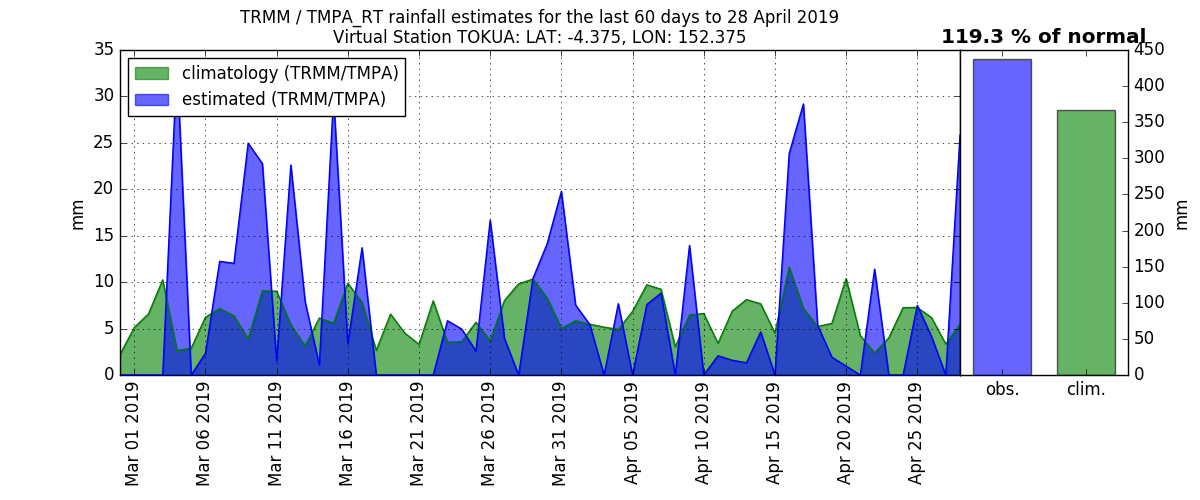 TRMM / TMPA_RT rainfall estimates for the last 60 days to 28 April 2019
Virtual Station TOKUA: LAT: -4.375, LON: 152.375
119.3 % of normal
climatology (TRMM/TMPA)
estimated (TRMM/TMPA)
35
30
25
20
15
10
5
0
mm
Mar 01 2019
Mar 06 2019
Mar 11 2019
Mar 16 2019
Mar 21 2019
Mar 26 2019
Mar 31 2019
Apr 05 2019
Apr 10 2019
Apr 15 2019
Apr 20 2019
Apr 25 2019
obs.
clim.
450
400
350
300
250
200
150
100
50
0
mm